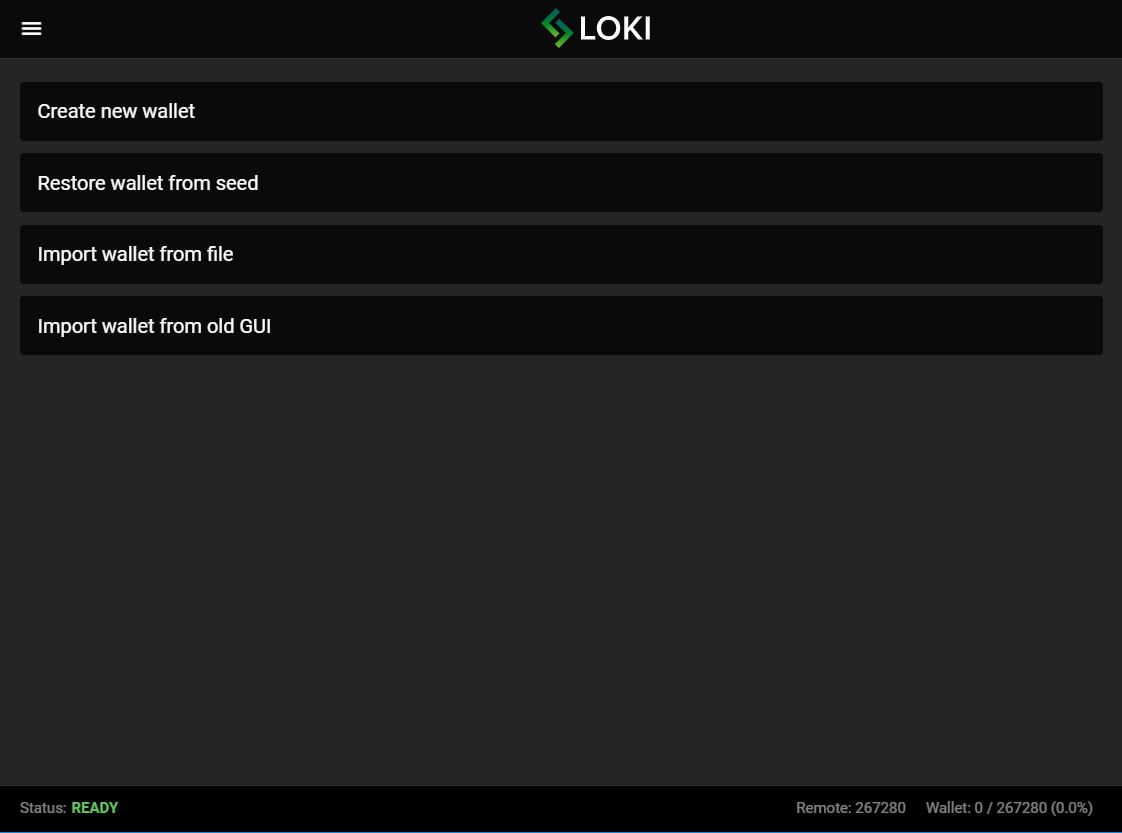 LOKI
Create new wallet
Restore wallet from seed
Import wallet from file
Import wallet from old GUI
Status: READY Remote: 267280 Wallet: 0 / 267280 (0.0%)